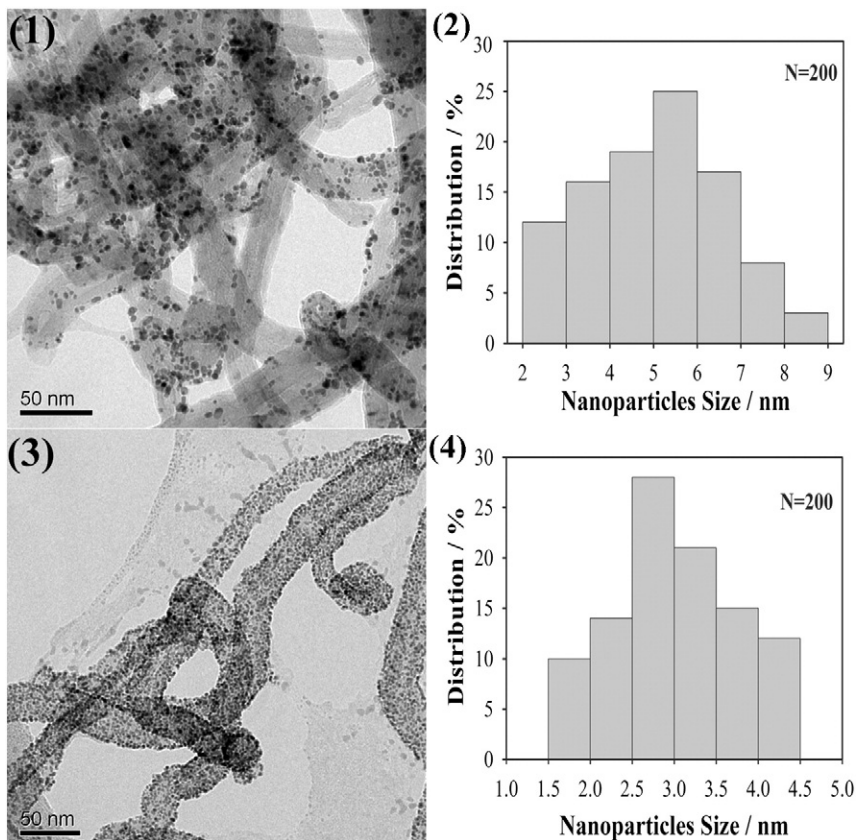 (1)
50 nm
(2)
30
25
20
15
10
5
0
Distribution / %
N=200
2 3 4 5 6 7 8 9
Nanoparticles Size / nm
(3)
50 nm
(4)
30
25
20
15
10
5
0
Distribution / %
N=200
1.0 1.5 2.0 2.5 3.0 3.5 4.0 4.5 5.0
Nanoparticles Size / nm